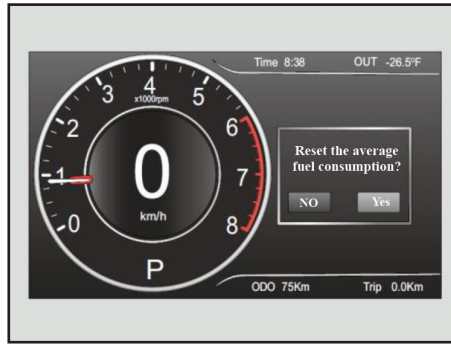 Time 8:38
OUT -26.5ºF
0
1
2
3
4
5
6
7
8
x1000rpm
0
km/h
P
Reset the average
fuel consumption?
NO
Yes
ODO 75Km
Trip 0.0Km